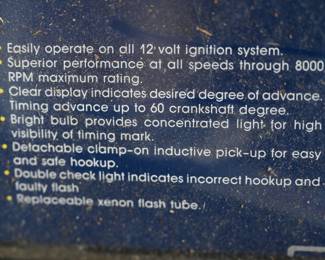 • Easily operate on all 12 volt ignition system.
• Superior performance at all speeds through 8000
RPM maximum rating.
• Clear display indicates desired degree of advance.
Timing advance up to 60 crankshaft degree.
• Bright bulb provides concentrated light for high
visibility of timing mark.
• Detachable clamp-on inductive pick-up for easy
and safe hookup.
• Double check light indicates incorrect hookup and
faulty flash
• Replaceable xenon flash tube.